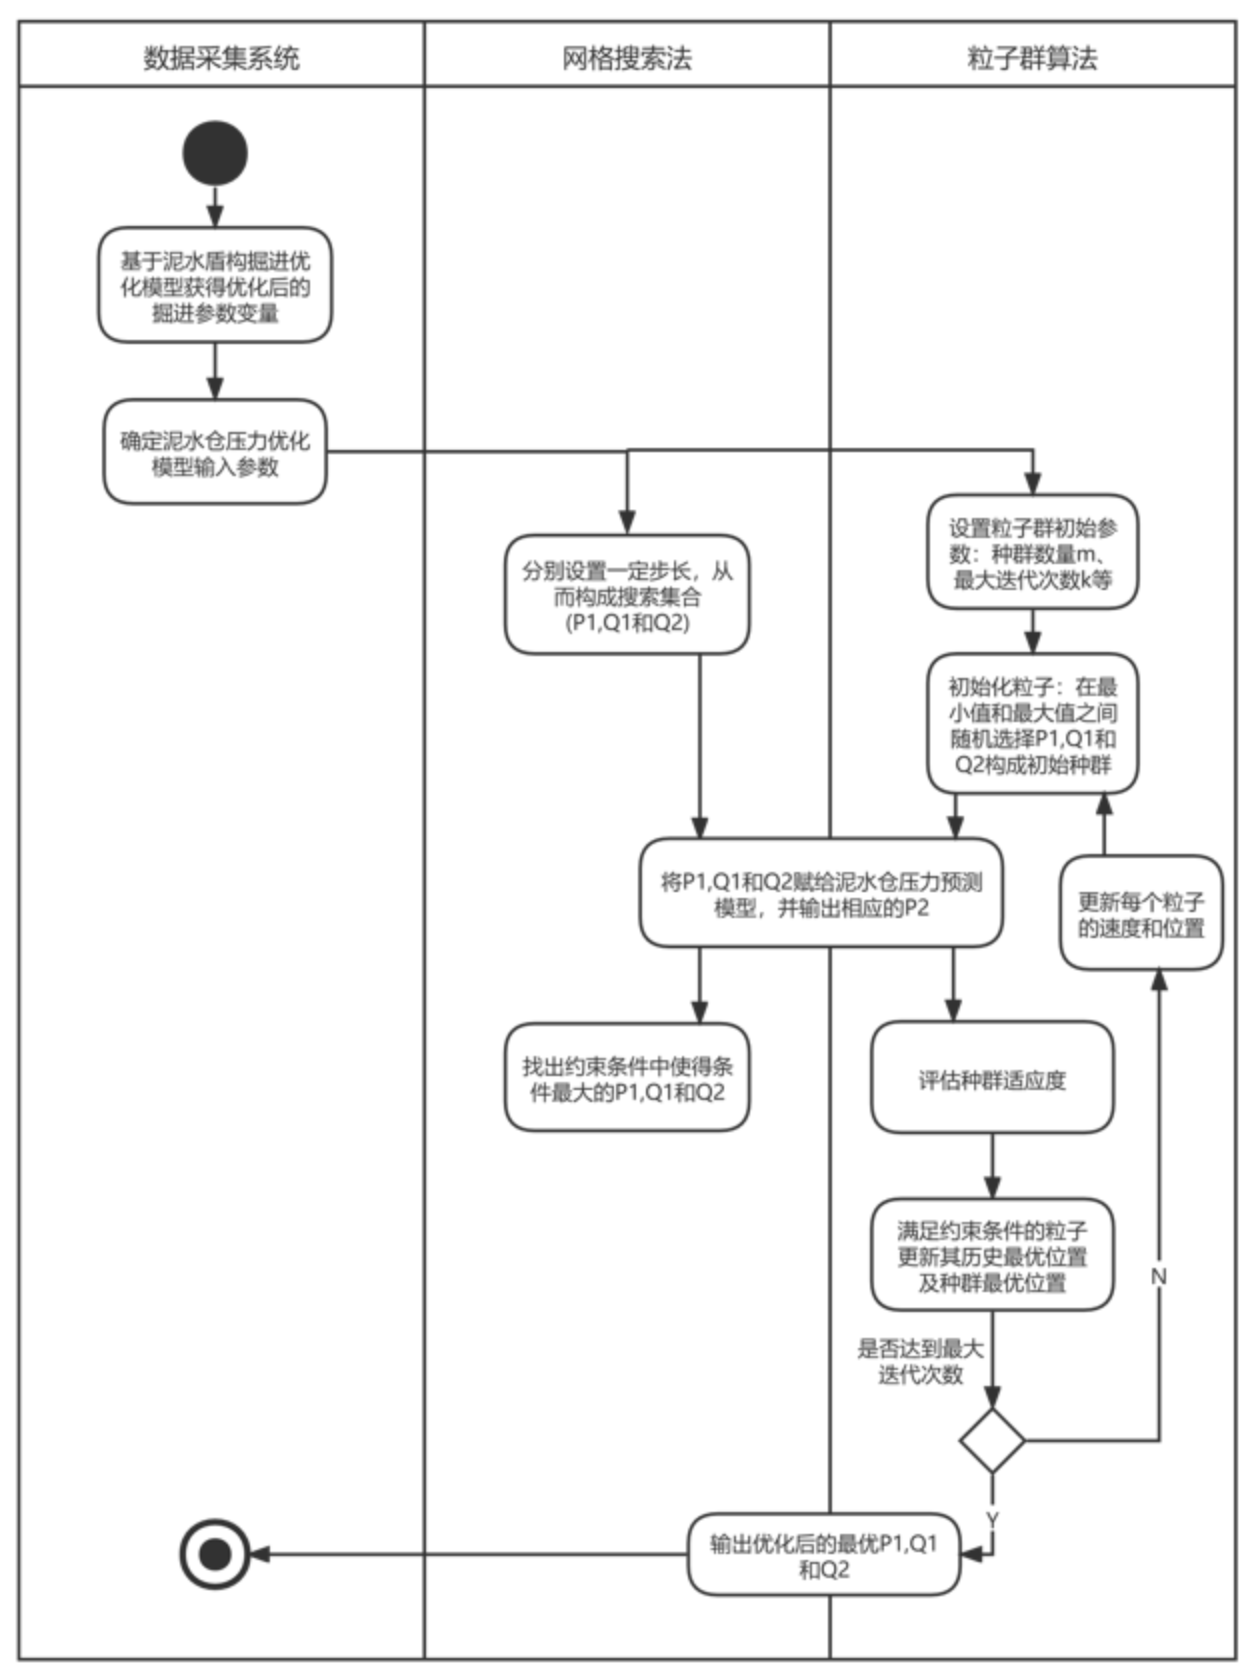 数据采集系统
网格搜索法
粒子群算法
基于泥水盾构掘进优
化模型获得优化后的
掘进参数变量
确定泥水仓压力优化
模型输入参数
分别设置一定步长，从
而构成搜索集合
(P1,Q1和Q2)
设置粒子群初始参
数：种群数量m、
最大迭代次数k等
初始化粒子：在最
小值和最大值之间
随机选择P1,Q1和
Q2构成初始种群
将P1,Q1和Q2赋给泥水仓压力预测
模型，并输出相应的P2
更新每个粒子
的速度和位置
找出约束条件中使得条
件最大的P1,Q1和Q2
评估种群适应度
满足约束条件的粒子
更新其历史最优位置
及种群最优位置
N
是否达到最大
迭代次数
Y
输出优化后的最优P1,Q1
和Q2